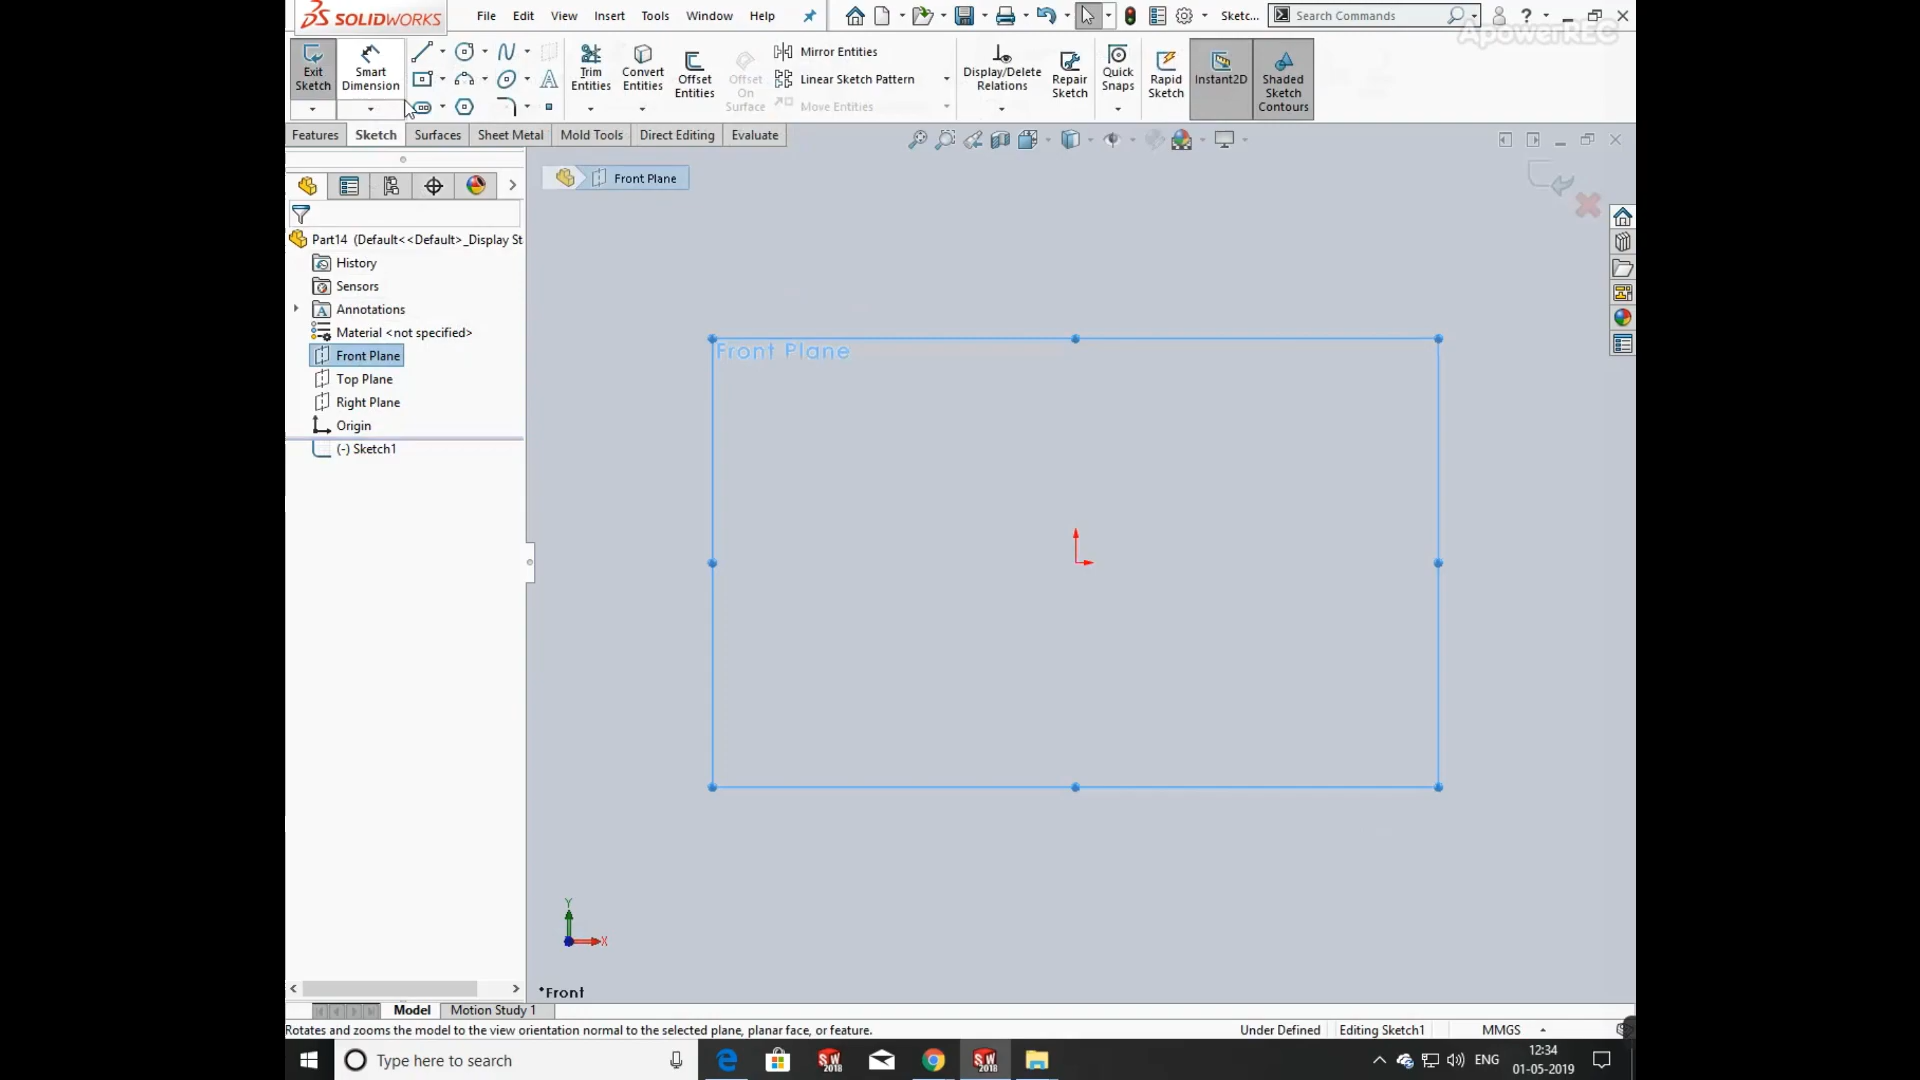 SOLIDWORKS
File Edit View Insert Tools Window Help
Sketc...
Search Commands
ApowerREC
Exit Sketch
Smart Dimension
Trim Entities
Convert Entities
Offset Entities
Offset On Surface
Mirror Entities
Linear Sketch Pattern
Move Entities
Display/Delete Relations
Repair Sketch
Quick Snaps
Rapid Sketch
Instant2D
Shaded Sketch Contours
Features Sketch Surfaces Sheet Metal Mold Tools Direct Editing Evaluate
Front Plane
Part14 (Default<<Default>_Display St
History
Sensors
Annotations
Material <not specified>
Front Plane
Top Plane
Right Plane
Origin
(-) Sketch1
Front Plane
Y
X
*Front
Model Motion Study 1
Rotates and zooms the model to the view orientation normal to the selected plane, planar face, or feature.
Under Defined Editing Sketch1 MMGS
Type here to search
SW 2018
SW 2018
ENG
12:34
01-05-2019